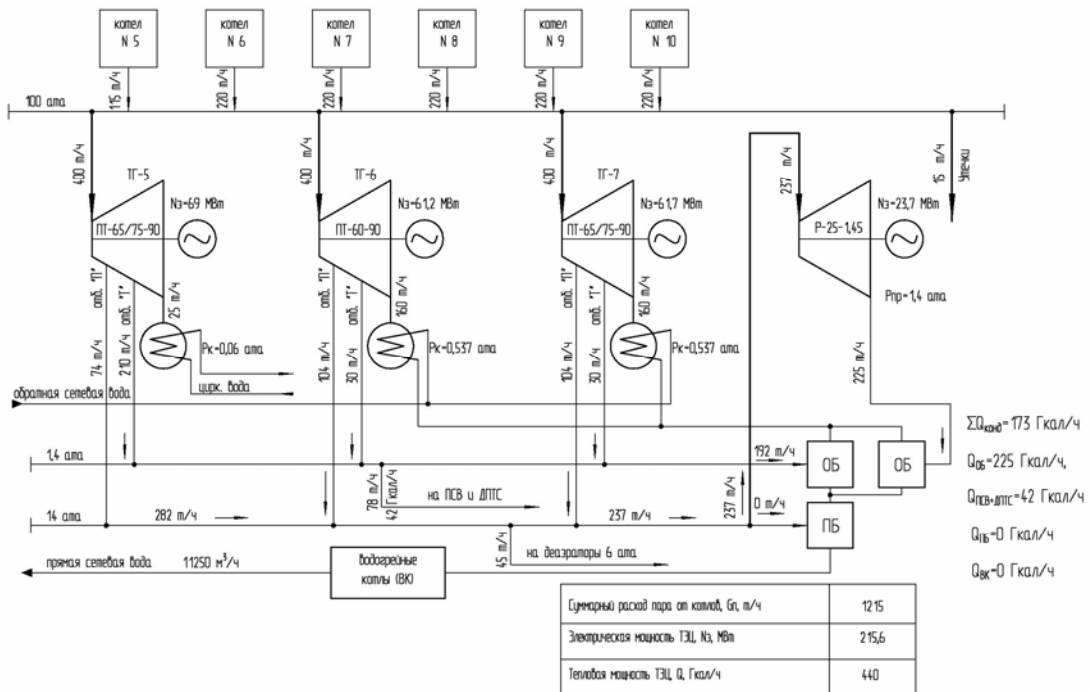 котел N 5
котел N 6
котел N 7
котел N 8
котел N 9
котел N 10
115 т/ч
220 т/ч
220 т/ч
220 т/ч
220 т/ч
220 т/ч
100 ата
400 т/ч
ТГ-5
Nэ=69 МВт
ПТ-65/75-90
отб. "П"
отб. "Т"
25 т/ч
74 т/ч
210 т/ч
Рк=0,06 ата
цирк. вода
400 т/ч
ТГ-6
Nэ=61,2 МВт
ПТ-60-90
отб. "П"
отб. "Т"
160 т/ч
104 т/ч
30 т/ч
Рк=0,537 ата
400 т/ч
ТГ-7
Nэ=61,7 МВт
ПТ-65/75-90
отб. "П"
отб. "Т"
160 т/ч
104 т/ч
30 т/ч
Рк=0,537 ата
237 т/ч
Nэ=23,7 МВт
Р-25-1,45
Рпр=1,4 ата
225 т/ч
15 т/ч
Утечки
обратная сетевая вода
1,4 ата
78 т/ч
42 Гкал/ч
на ПСВ и ДПТС
192 т/ч
ОБ
ОБ
14 ата
282 т/ч
237 т/ч
237 т/ч
0 т/ч
ПБ
45 т/ч
на деаэраторы 6 ата
прямая сетевая вода
11250 м³/ч
водогрейные котлы (ВК)
ΣQконд=173 Гкал/ч
QОБ=225 Гкал/ч,
QПСВ+ДПТС=42 Гкал/ч
QПБ=0 Гкал/ч
QВК=0 Гкал/ч
Суммарный расход пара от котлов, Gп, т/ч 1215
Электрическая мощность ТЭЦ, Nэ, МВт 215,6
Тепловая мощность ТЭЦ, Q, Гкал/ч 440